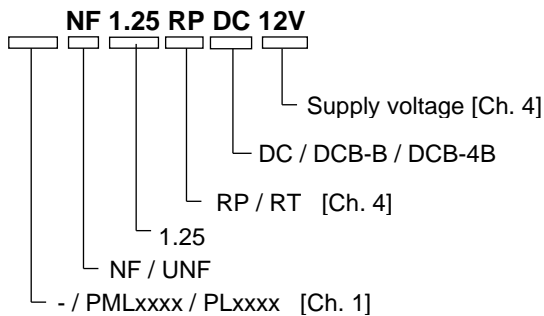 NF 1.25 RP DC 12V
Supply voltage [Ch. 4]
DC / DCB-B / DCB-4B
RP / RT [Ch. 4]
1.25
NF / UNF
- / PMLxxxx / PLxxxx [Ch. 1]